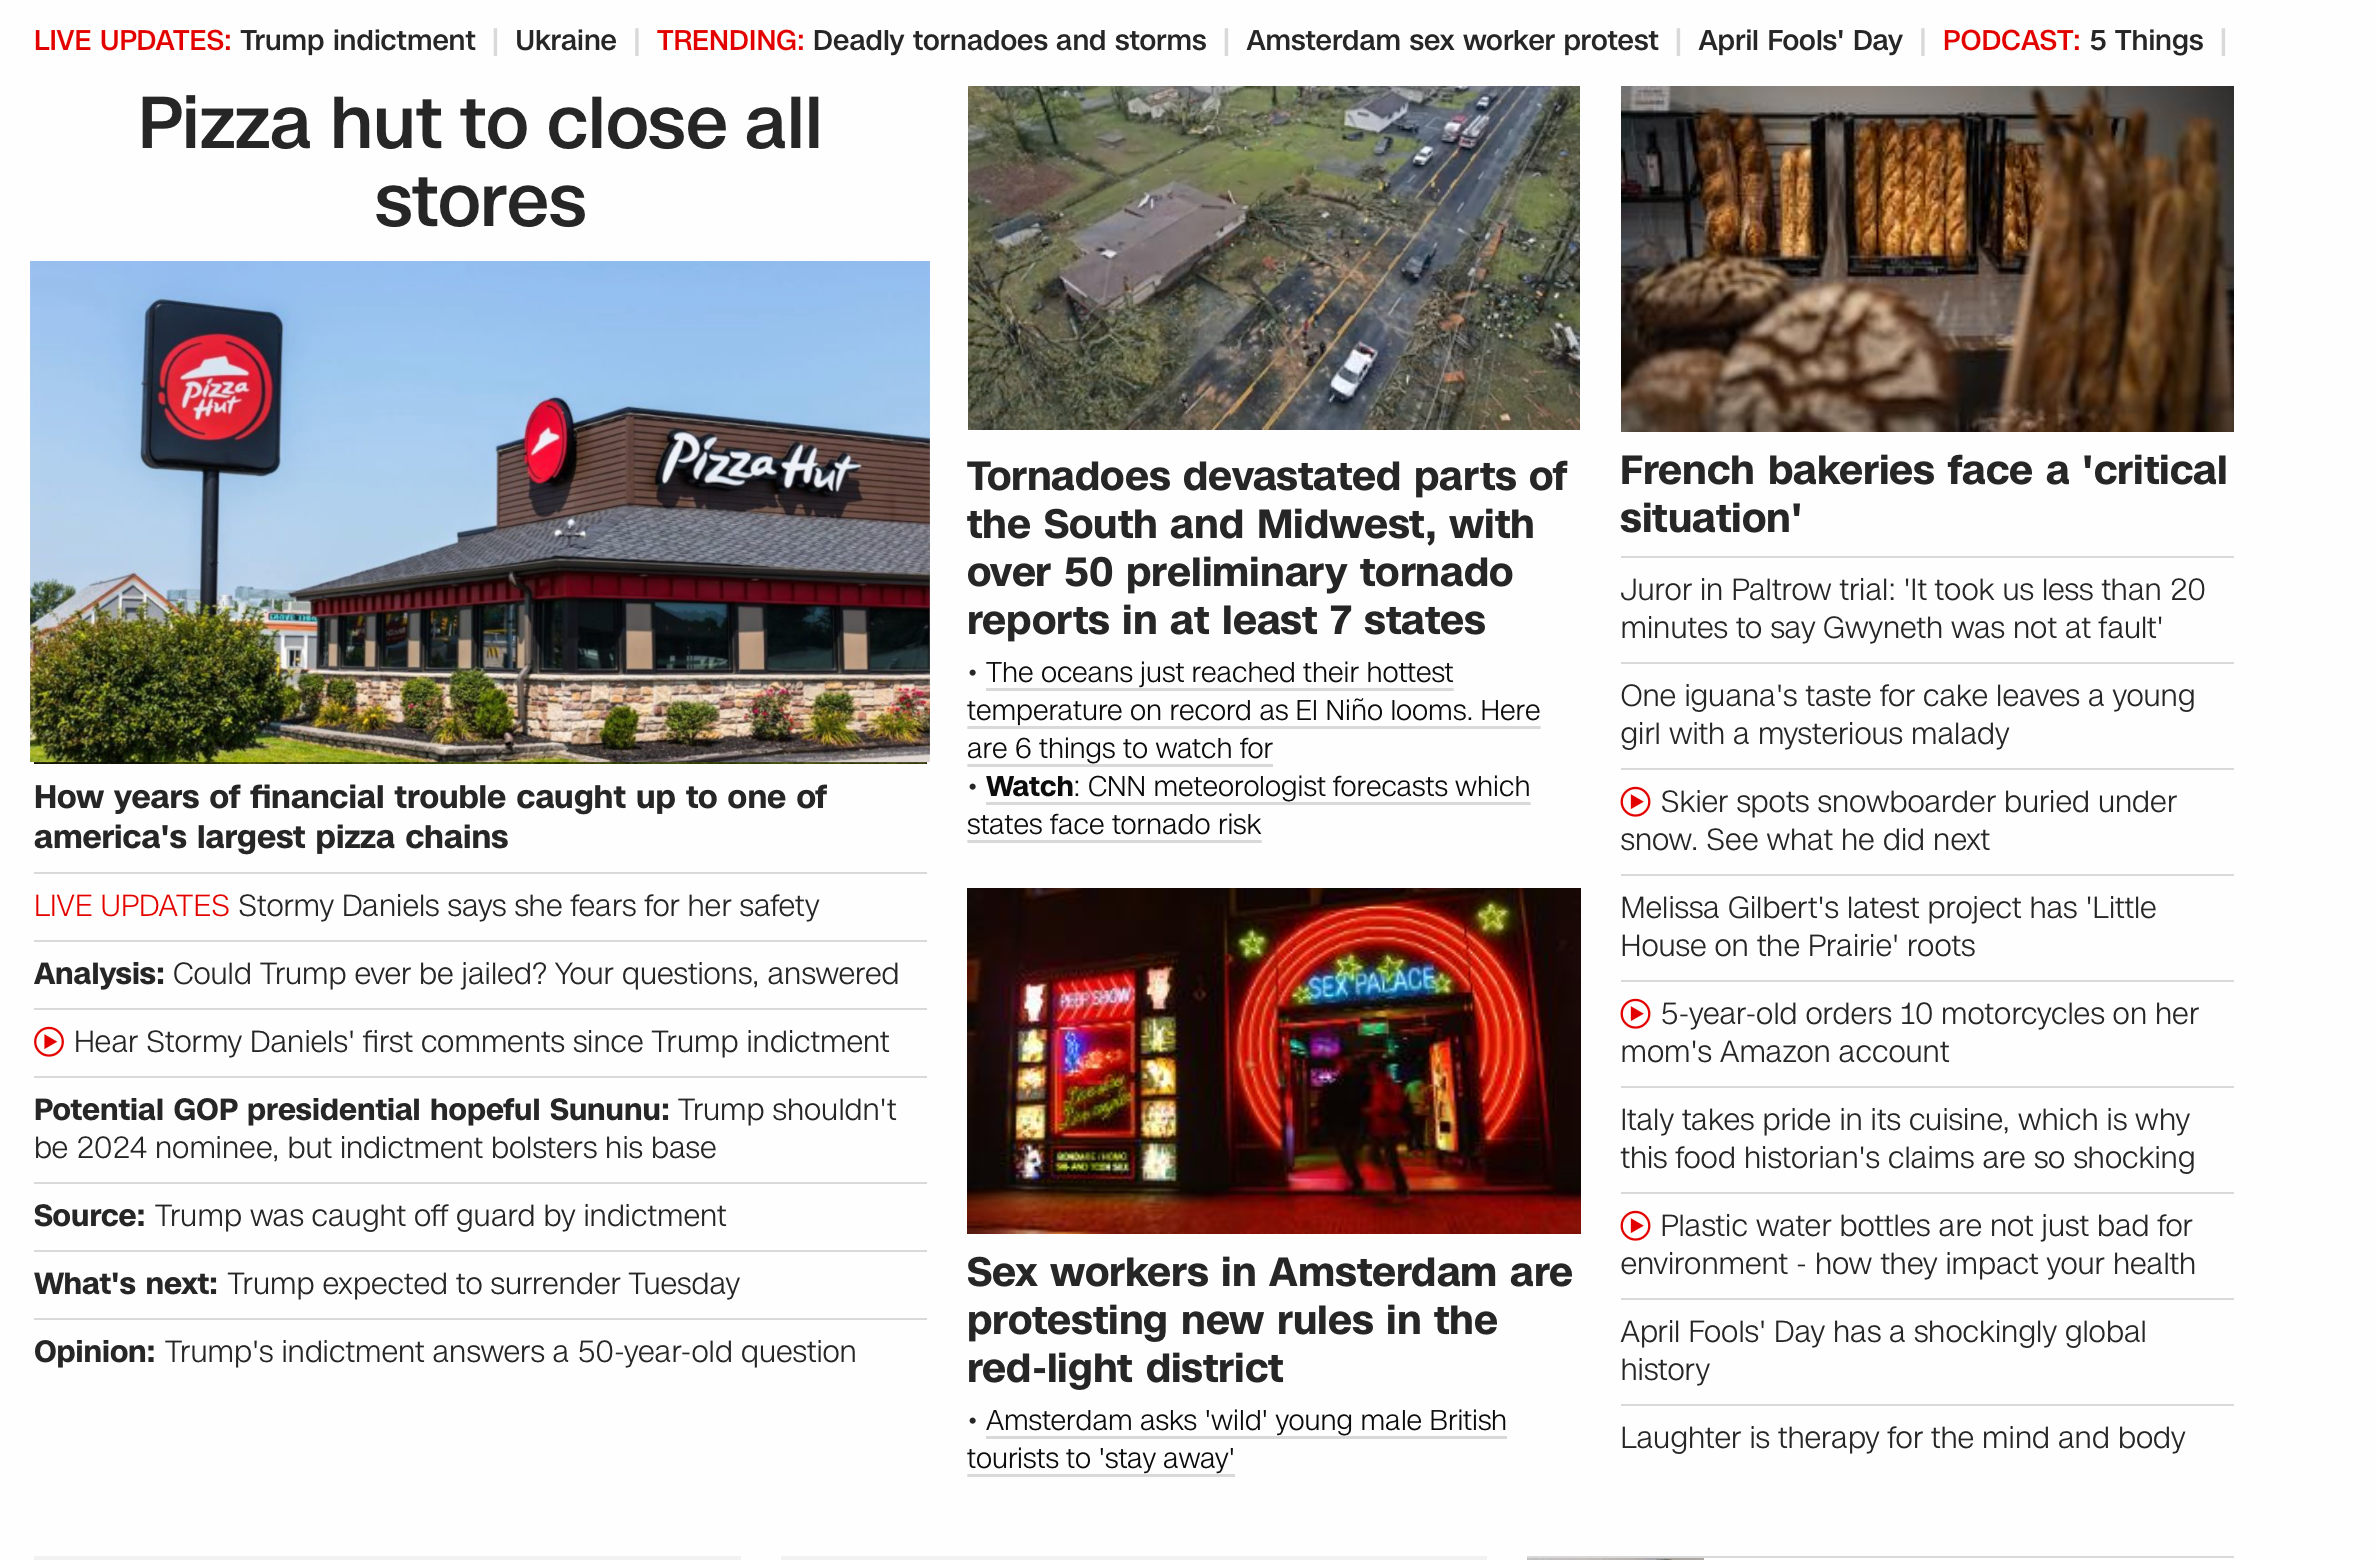 LIVE UPDATES: Trump indictment | Ukraine | TRENDING: Deadly tornadoes and storms | Amsterdam sex worker protest | April Fools' Day | PODCAST: 5 Things |
Pizza hut to close all
stores
Pizza
Hut
Pizza Hut
How years of financial trouble caught up to one of
america's largest pizza chains
LIVE UPDATES Stormy Daniels says she fears for her safety
Analysis: Could Trump ever be jailed? Your questions, answered
Hear Stormy Daniels' first comments since Trump indictment
Potential GOP presidential hopeful Sununu: Trump shouldn't
be 2024 nominee, but indictment bolsters his base
Source: Trump was caught off guard by indictment
What's next: Trump expected to surrender Tuesday
Opinion: Trump's indictment answers a 50-year-old question
Tornadoes devastated parts of
the South and Midwest, with
over 50 preliminary tornado
reports in at least 7 states
• The oceans just reached their hottest
temperature on record as El Niño looms. Here
are 6 things to watch for
• Watch: CNN meteorologist forecasts which
states face tornado risk
PEEP SHOW
SEX PALACE
Sex workers in Amsterdam are
protesting new rules in the
red-light district
• Amsterdam asks 'wild' young male British
tourists to 'stay away'
French bakeries face a 'critical
situation'
Juror in Paltrow trial: 'It took us less than 20
minutes to say Gwyneth was not at fault'
One iguana's taste for cake leaves a young
girl with a mysterious malady
Skier spots snowboarder buried under
snow. See what he did next
Melissa Gilbert's latest project has 'Little
House on the Prairie' roots
5-year-old orders 10 motorcycles on her
mom's Amazon account
Italy takes pride in its cuisine, which is why
this food historian's claims are so shocking
Plastic water bottles are not just bad for
environment - how they impact your health
April Fools' Day has a shockingly global
history
Laughter is therapy for the mind and body